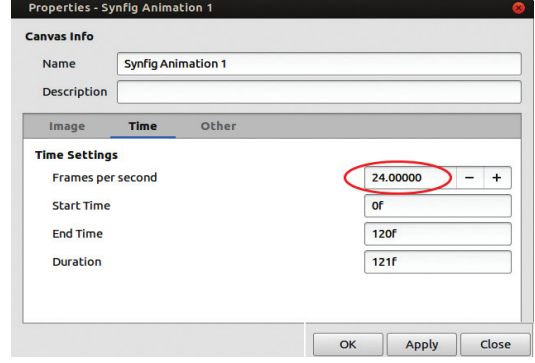 Properties - Synfig Animation 1
Canvas Info
Name Synfig Animation 1
Description
Image Time Other
Time Settings
Frames per second 24.00000 − +
Start Time 0f
End Time 120f
Duration 121f
OK Apply Close